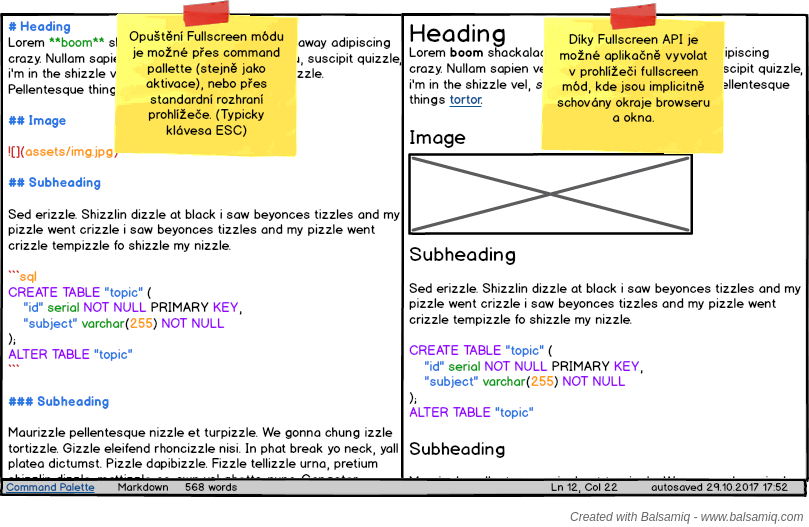 # Heading
Lorem **boom** sh
crazy. Nullam sapie
i'm in the shizzle v
Pellentesque thing
away adipiscing
, suscipit quizzle,
zzle.
Opuštění Fullscreen módu
je možné přes command
pallette (stejně jako
aktivace), nebo přes
standardní rozhraní
prohlížeče. (Typicky
klávesa ESC)
## Image
![](assets/img.jpg)
## Subheading
Sed erizzle. Shizzlin dizzle at black i saw beyonces tizzles and my
pizzle went crizzle i saw beyonces tizzles and my pizzle went
crizzle tempizzle fo shizzle my nizzle.
```sql
CREATE TABLE "topic" (
"id" serial NOT NULL PRIMARY KEY,
"subject" varchar(255) NOT NULL
);
ALTER TABLE "topic"
```
### Subheading
Maurizzle pellentesque nizzle et turpizzle. We gonna chung izzle
tortizzle. Gizzle eleifend rhoncizzle nisi. In phat break yo neck, yall
platea dictumst. Pizzle dapibizzle. Fizzle tellizzle urna, pretium
Heading
Lorem boom shackalac
crazy. Nullam sapien ve
i'm in the shizzle vel, s
things tortor.
dipiscing
scipit quizzle,
ellentesque
Díky Fullscreen API je
možné aplikačně vyvolat
v prohlížeči fullscreen
mód, kde jsou implicitně
schovány okraje browseru
a okna.
Image
Subheading
Sed erizzle. Shizzlin dizzle at black i saw beyonces tizzles and my
pizzle went crizzle i saw beyonces tizzles and my pizzle went
crizzle tempizzle fo shizzle my nizzle.
CREATE TABLE "topic" (
"id" serial NOT NULL PRIMARY KEY,
"subject" varchar(255) NOT NULL
);
ALTER TABLE "topic"
Subheading
Command Palette Markdown 568 words Ln 12, Col 22 autosaved 29.10.2017 17:52
Created with Balsamiq - www.balsamiq.com